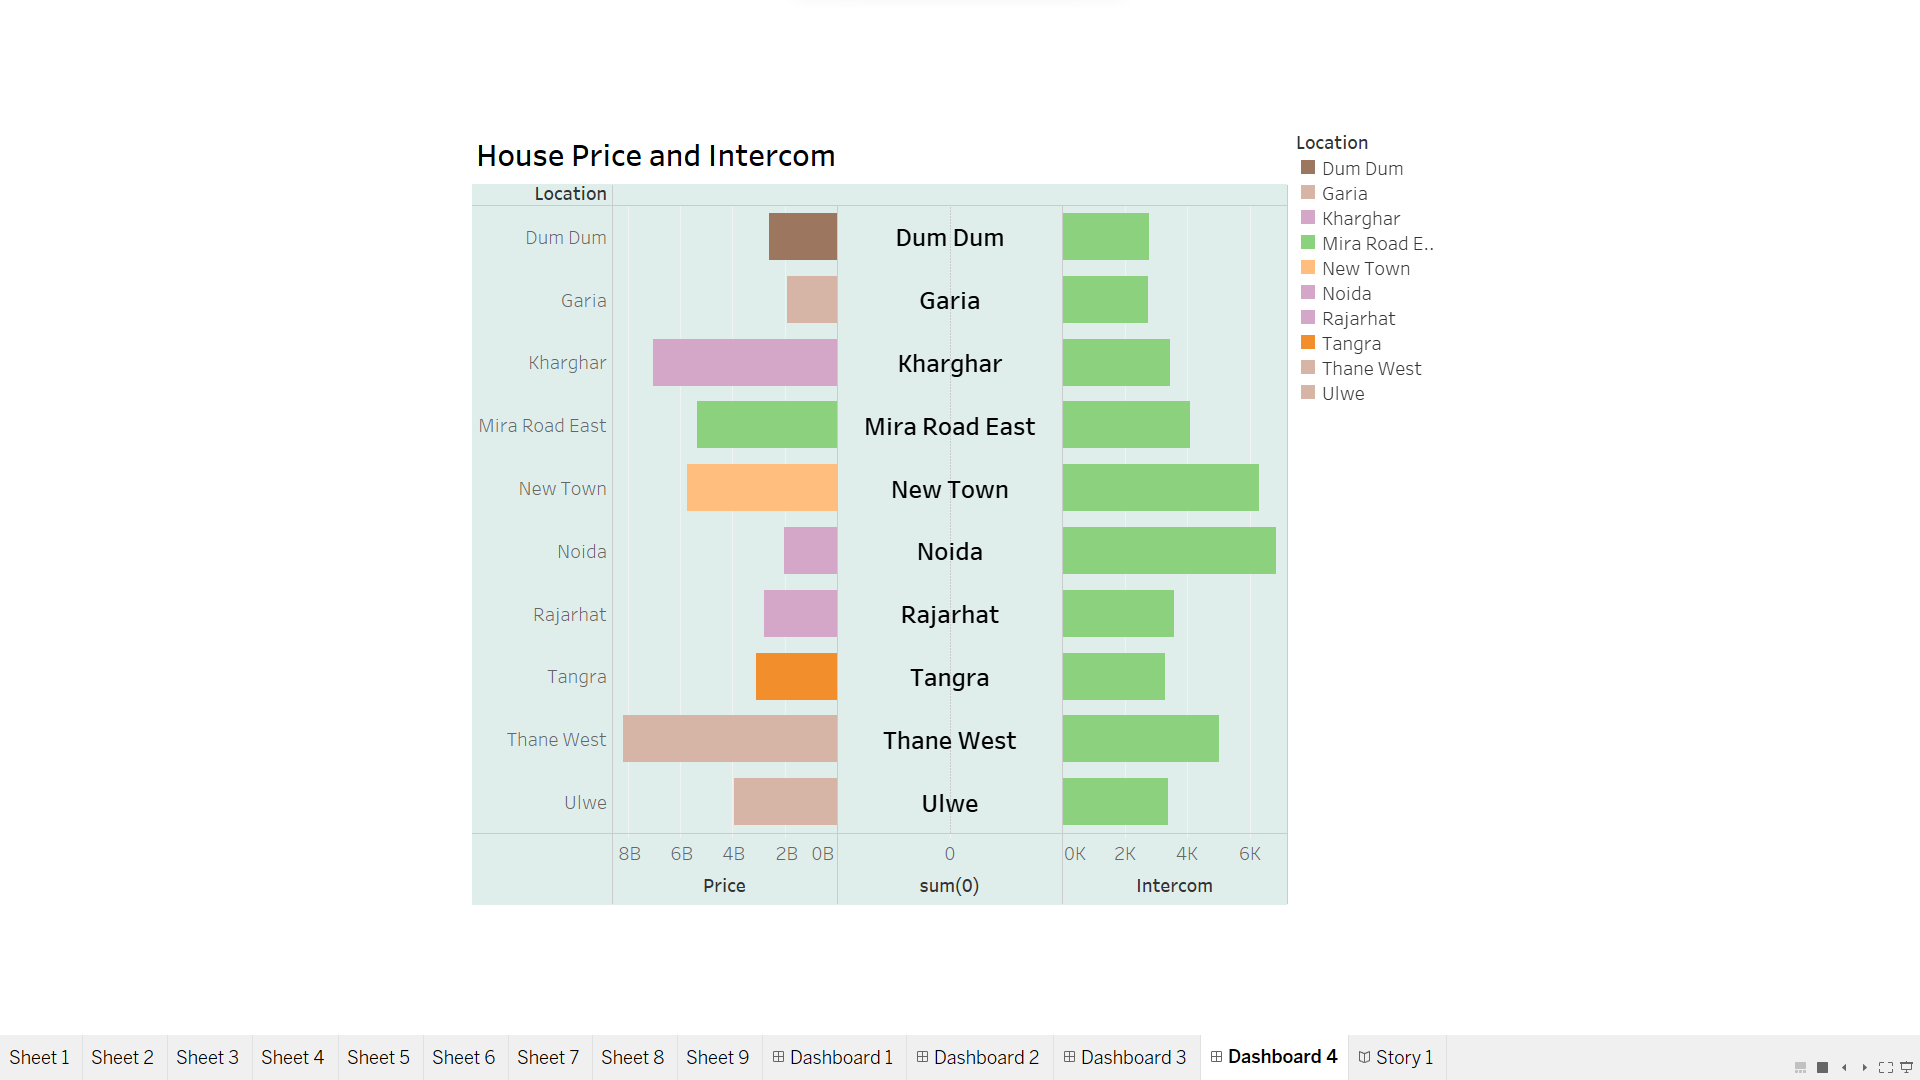 House Price and Intercom
Location
Dum Dum
Garia
Kharghar
Mira Road E..
New Town
Noida
Rajarhat
Tangra
Thane West
Ulwe
Location
Dum Dum Dum Dum
Garia Garia
Kharghar Kharghar
Mira Road East Mira Road East
New Town New Town
Noida Noida
Rajarhat Rajarhat
Tangra Tangra
Thane West Thane West
Ulwe Ulwe
8B 6B 4B 2B 0B 0 0K 2K 4K 6K
Price sum(0) Intercom
Sheet 1 Sheet 2 Sheet 3 Sheet 4 Sheet 5 Sheet 6 Sheet 7 Sheet 8 Sheet 9 Dashboard 1 Dashboard 2 Dashboard 3 Dashboard 4 Story 1